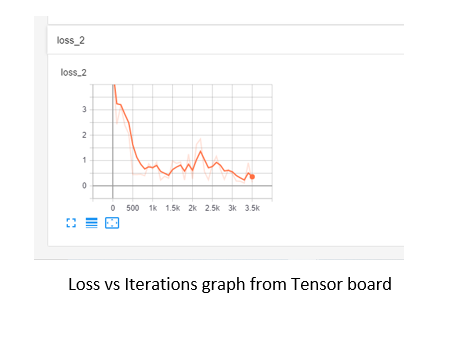 loss_2
loss_2
3
2
1
0
0 500 1k 1.5k 2k 2.5k 3k 3.5k
Loss vs Iterations graph from Tensor board